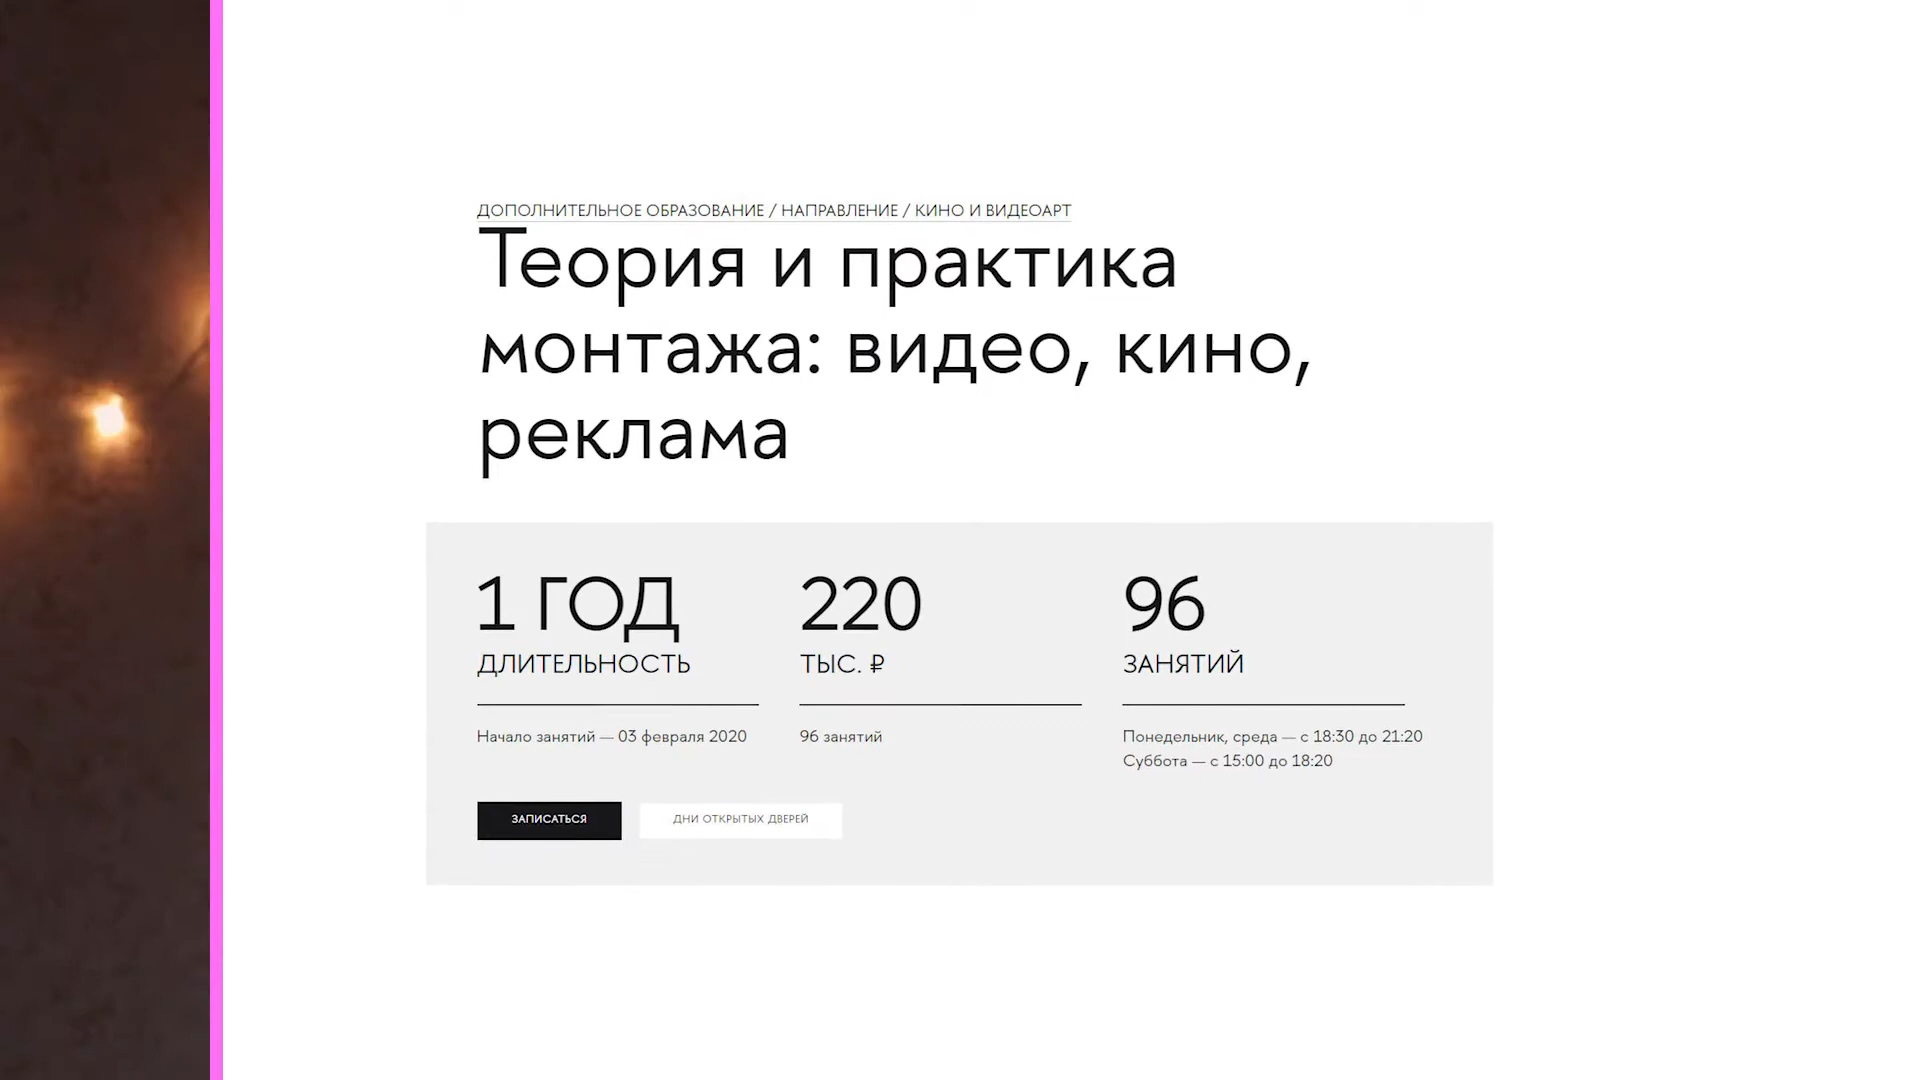 ДОПОЛНИТЕЛЬНОЕ ОБРАЗОВАНИЕ / НАПРАВЛЕНИЕ / КИНО И ВИДЕОАРТ
Теория и практика
монтажа: видео, кино,
реклама
1 ГОД
ДЛИТЕЛЬНОСТЬ
Начало занятий — 03 февраля 2020
220
ТЫС. ₽
96 занятий
96
ЗАНЯТИЙ
Понедельник, среда — с 18:30 до 21:20
Суббота — с 15:00 до 18:20
ЗАПИСАТЬСЯ
ДНИ ОТКРЫТЫХ ДВЕРЕЙ